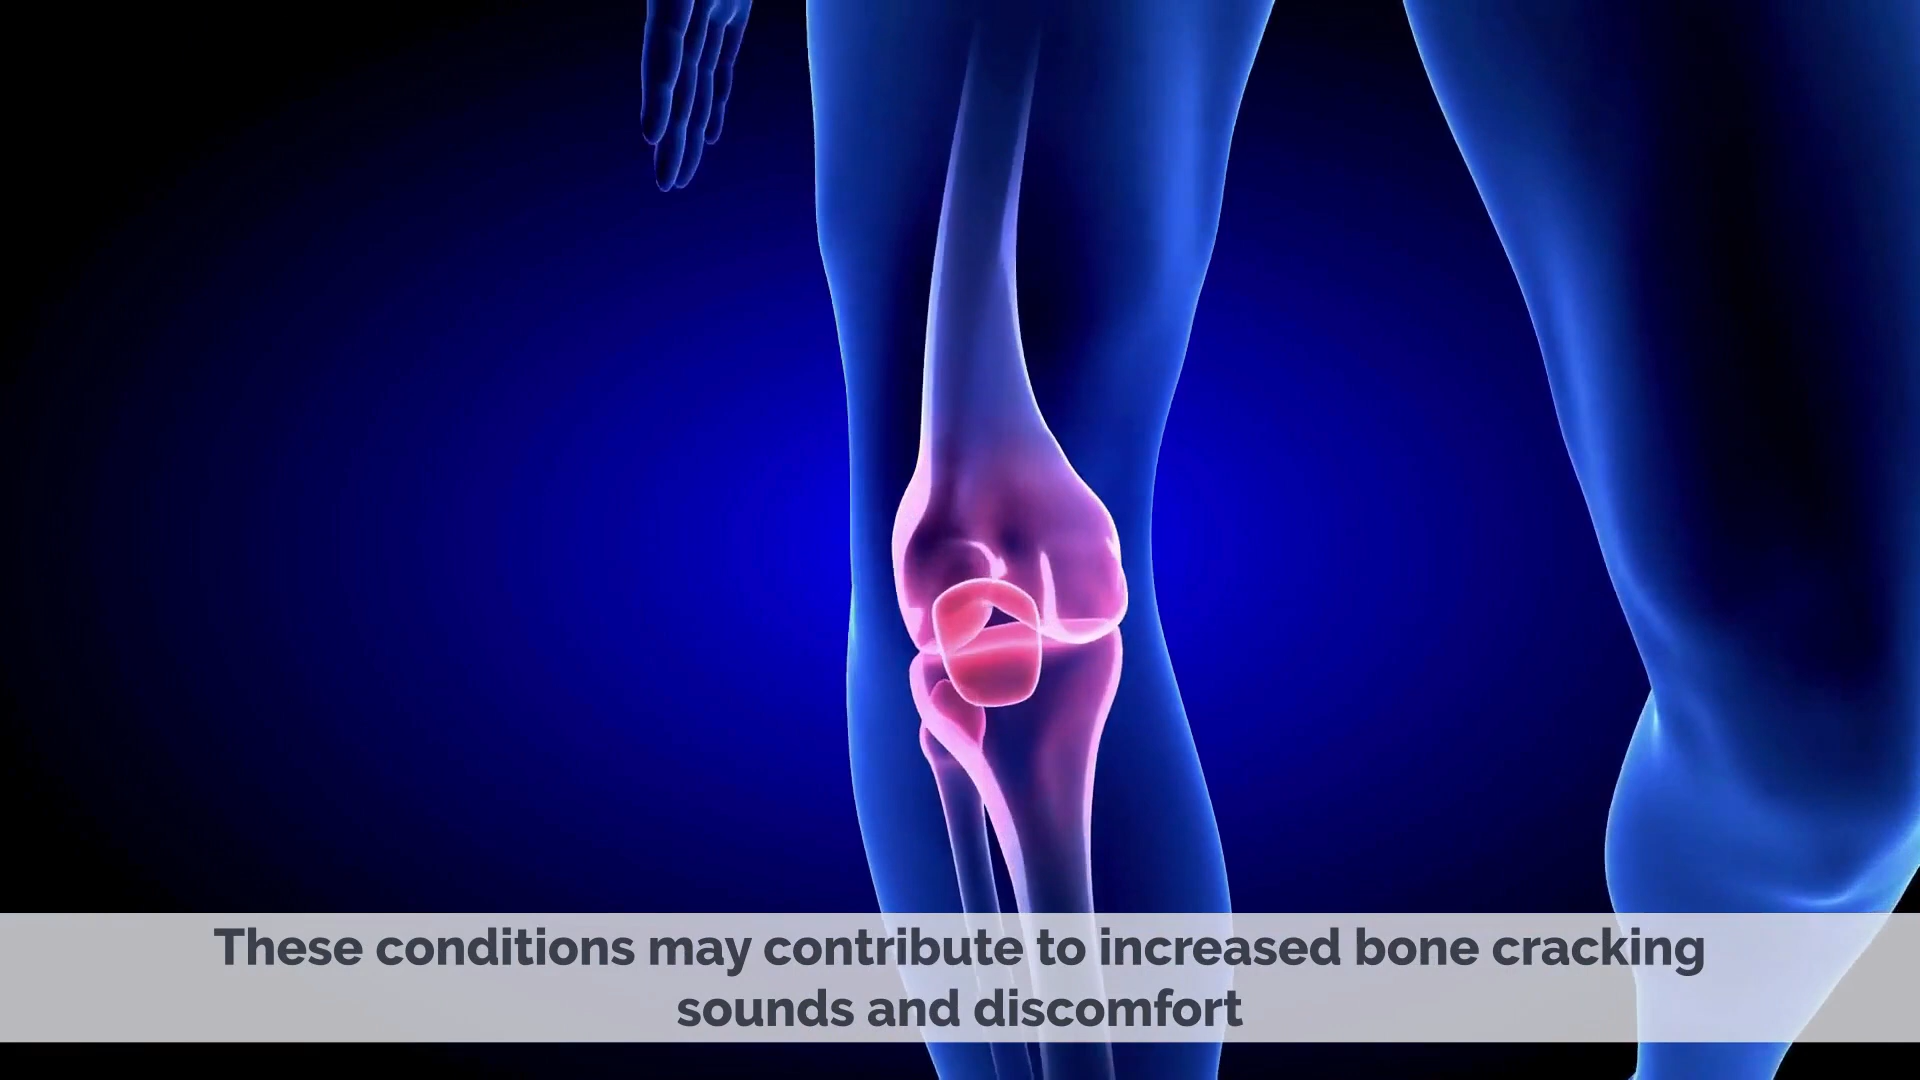 These conditions may contribute to increased bone cracking
sounds and discomfort